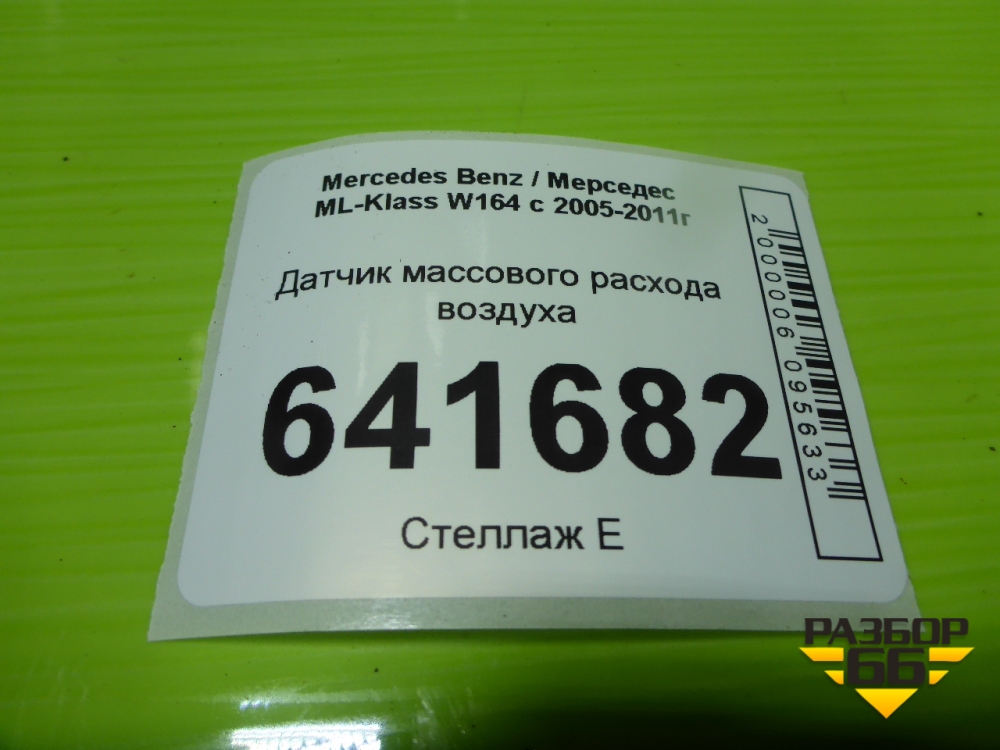 Mercedes Benz / Мерседес
ML-Klass W164 с 2005-2011г
Датчик массового расхода
воздуха
641682
Стеллаж Е
2000006095633
РАЗБОР
66